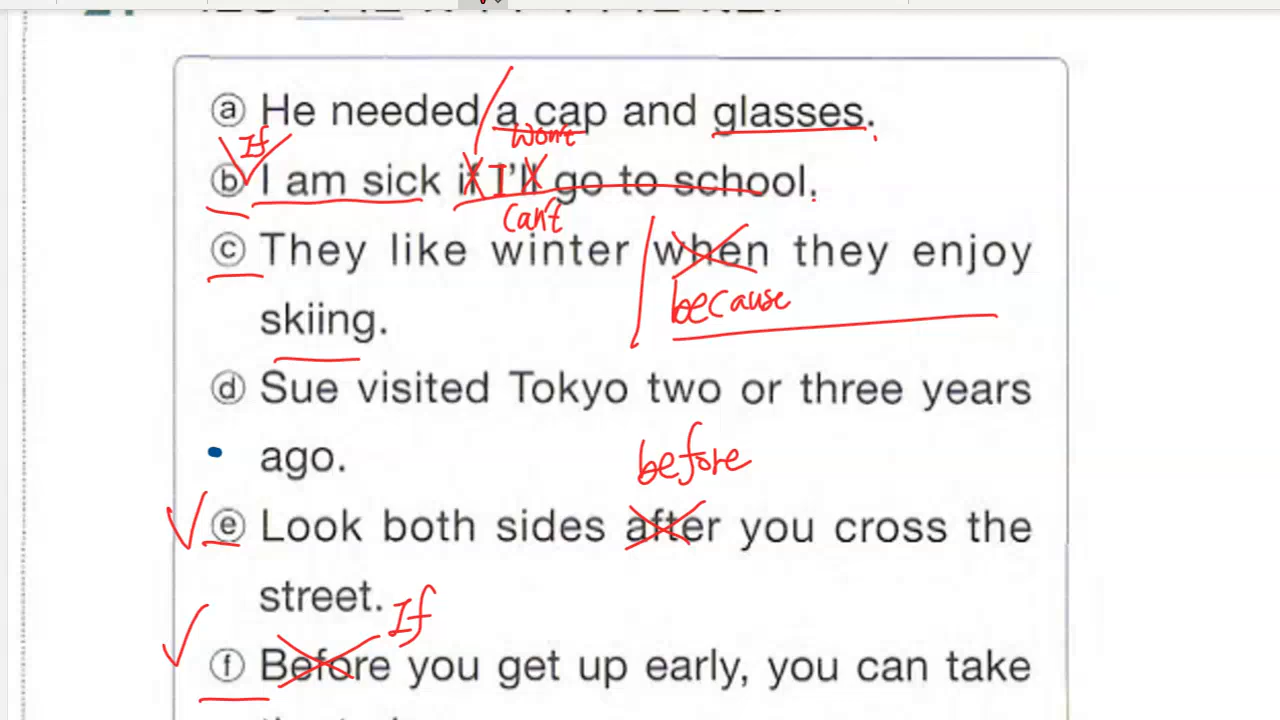 ⓐ He needed a cap and glasses.
won't
If
ⓑ I am sick if I'll go to school.
can't
ⓒ They like winter when they enjoy
because
skiing.
ⓓ Sue visited Tokyo two or three years
ago.
before
ⓔ Look both sides after you cross the
street.
If
ⓕ Before you get up early, you can take